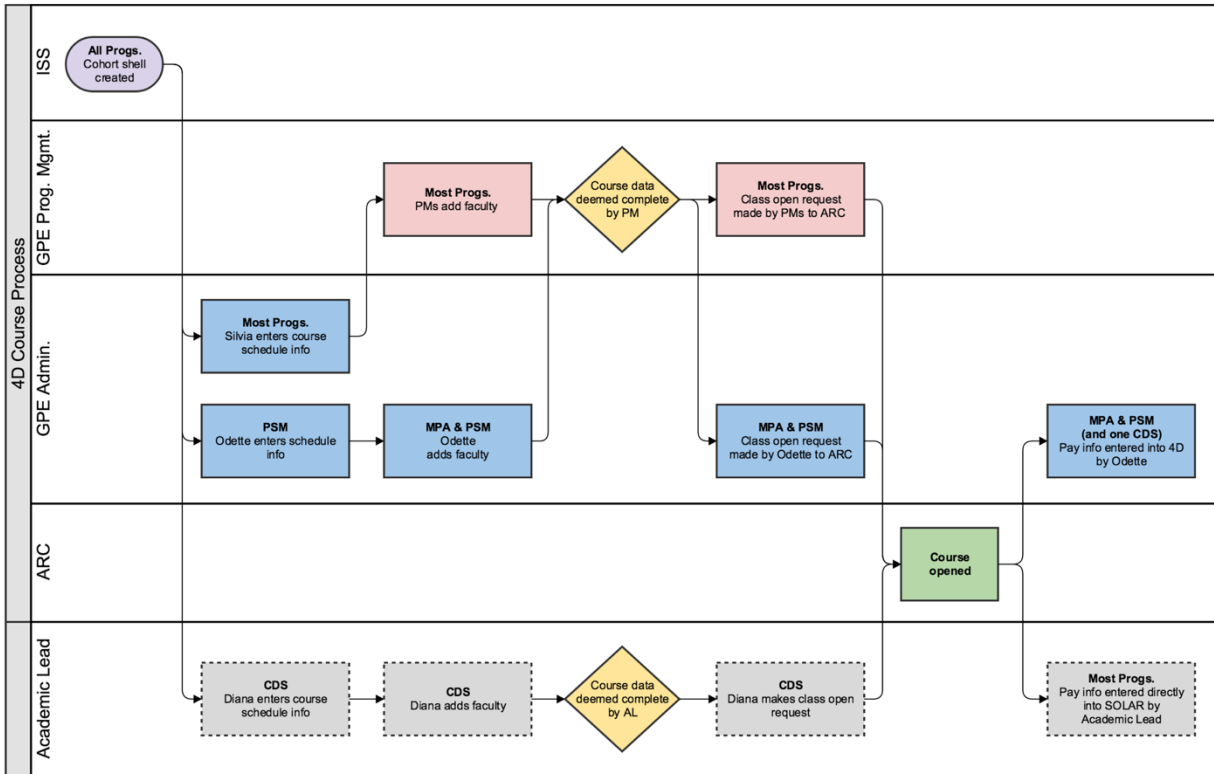 4D Course Process
ISS
All Progs.
Cohort shell
created
GPE Prog. Mgmt.
Most Progs.
PMs add faculty
Course data
deemed complete
by PM
Most Progs.
Class open request
made by PMs to ARC
GPE Admin.
Most Progs.
Silvia enters course
schedule info
PSM
Odette enters schedule
info
MPA & PSM
Odette
adds faculty
MPA & PSM
Class open request
made by Odette to ARC
MPA & PSM
(and one CDS)
Pay info entered into 4D
by Odette
ARC
Course
opened
Academic Lead
CDS
Diana enters course
schedule info
CDS
Diana adds faculty
Course data
deemed complete
by AL
CDS
Diana makes class open
request
Most Progs.
Pay info entered directly
into SOLAR by
Academic Lead